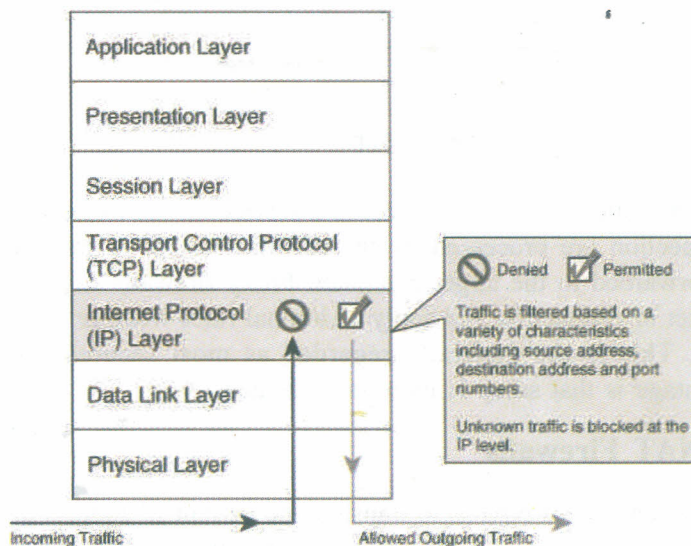 Application Layer
Presentation Layer
Session Layer
Transport Control Protocol
(TCP) Layer
Internet Protocol
(IP) Layer
Data Link Layer
Physical Layer
Denied
Permitted
Traffic is filtered based on a
variety of characteristics
including source address,
destination address and port
numbers.
Unknown traffic is blocked at the
IP level.
Incoming Traffic
Allowed Outgoing Traffic